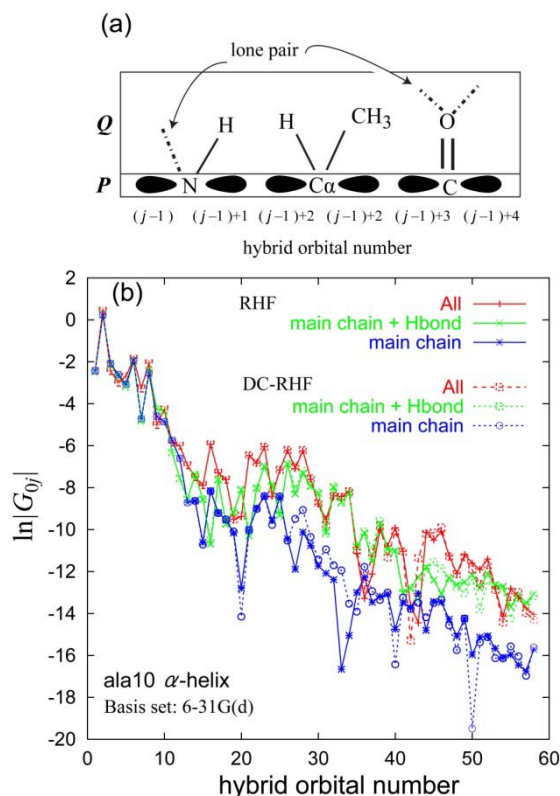 (a)
lone pair
Q
H H CH3 O
P N Cα C
(j−1) (j−1)+1 (j−1)+2 (j−1)+2 (j−1)+3 (j−1)+4
hybrid orbital number
(b)
RHF All
main chain + Hbond
main chain
DC-RHF All
main chain + Hbond
main chain
ln|G0j|
2
0
-2
-4
-6
-8
-10
-12
-14
-16
-18
-20
ala10 α-helix
Basis set: 6-31G(d)
0 10 20 30 40 50 60
hybrid orbital number